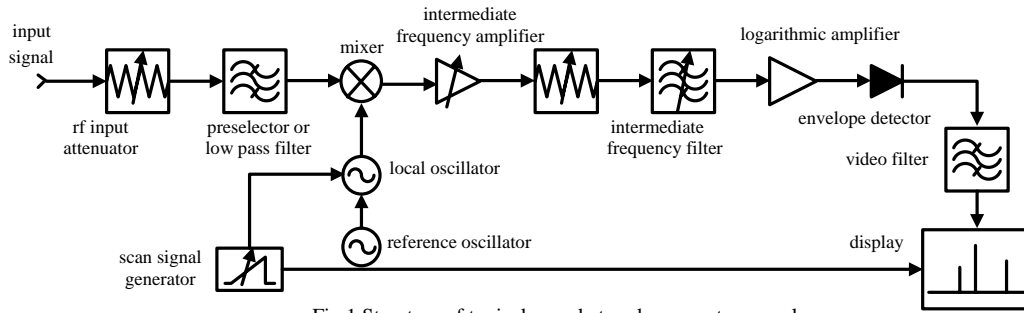 input
signal
rf input
attenuator
preselector or
low pass filter
mixer
intermediate
frequency amplifier
intermediate
frequency filter
logarithmic amplifier
envelope detector
video filter
local oscillator
reference oscillator
scan signal
generator
display